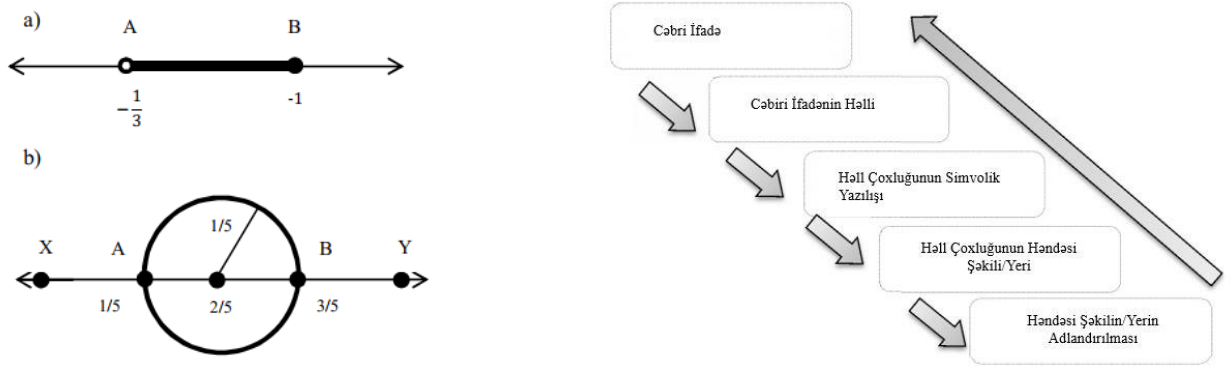 a)
A B
-1/3 -1
b)
1/5
X A B Y
1/5 2/5 3/5
Cəbri İfadə
Cəbiri İfadənin Həlli
Həll Çoxluğunun Simvolik
Yazılışı
Həll Çoxluğunun Həndəsi
Şəkili/Yeri
Həndəsi Şəkilin/Yerin
Adlandırılması